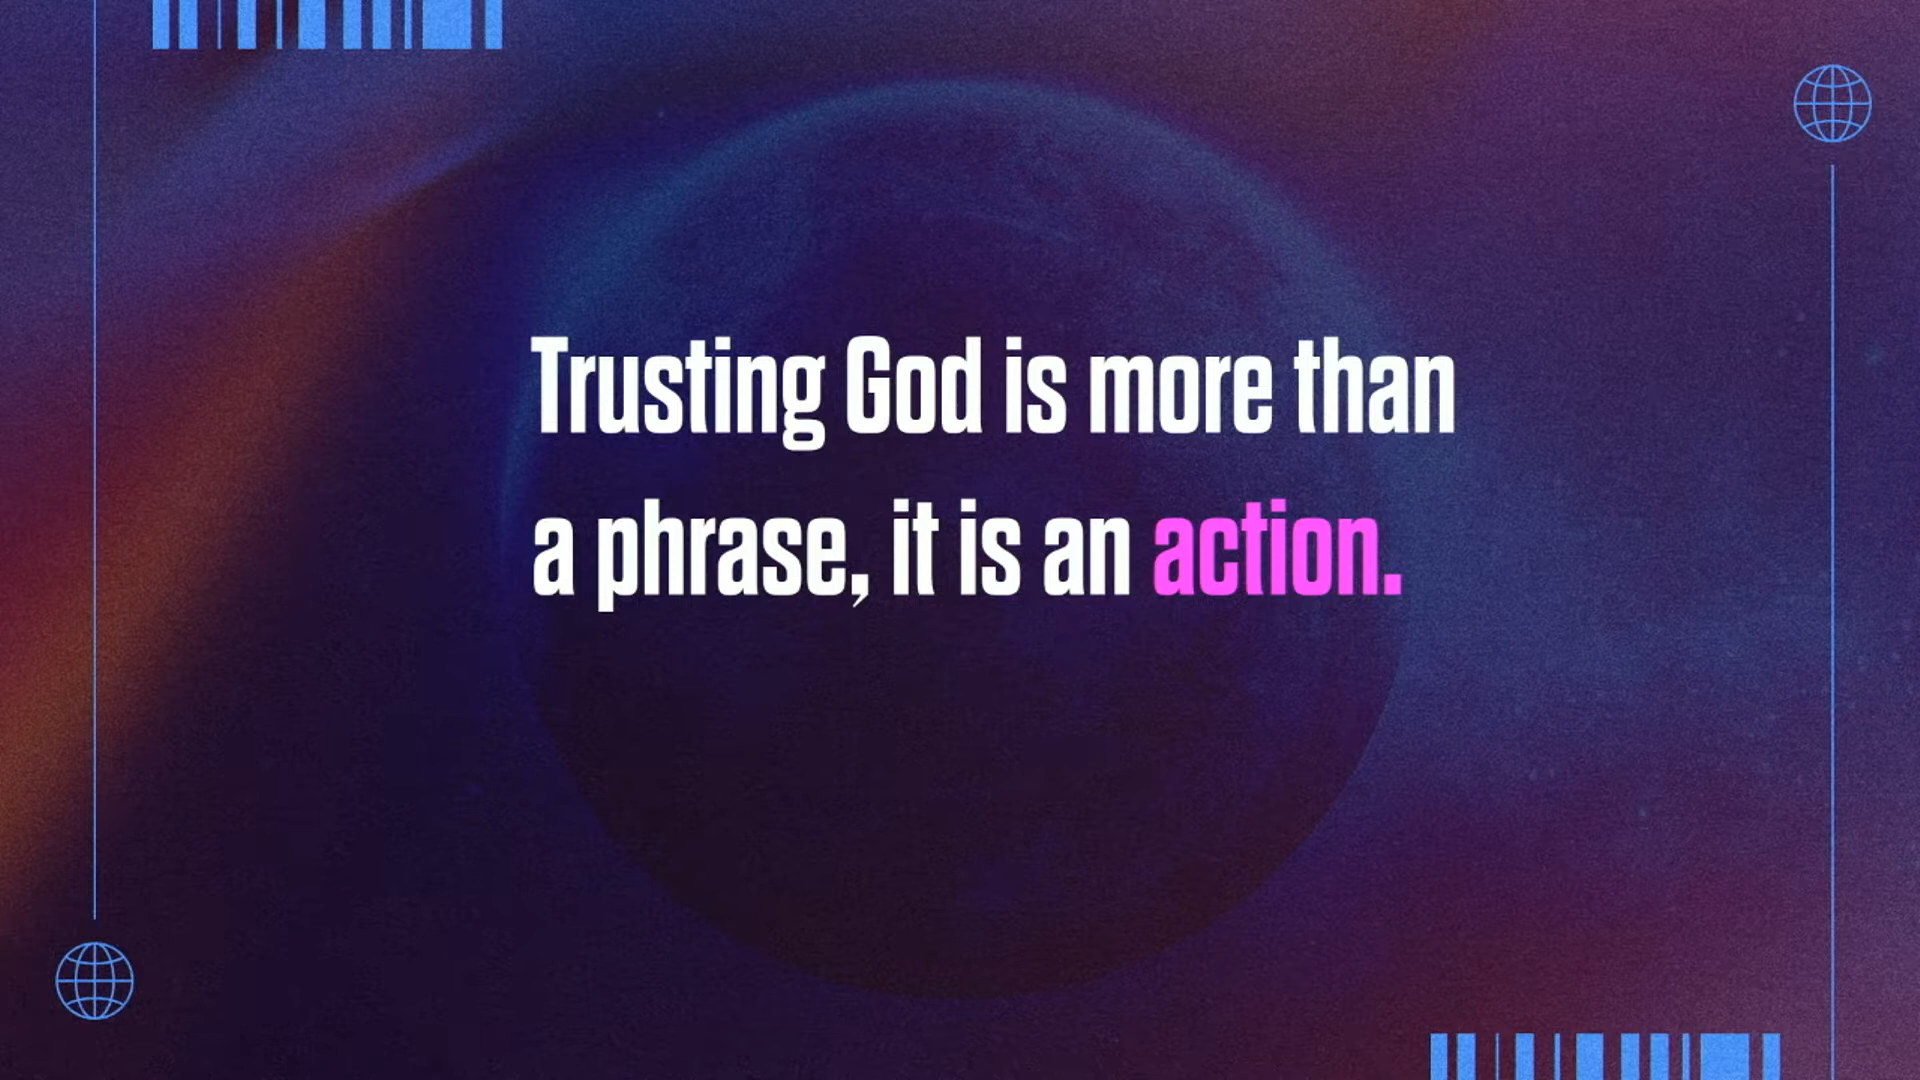 Trusting God is more than
a phrase, it is an action.